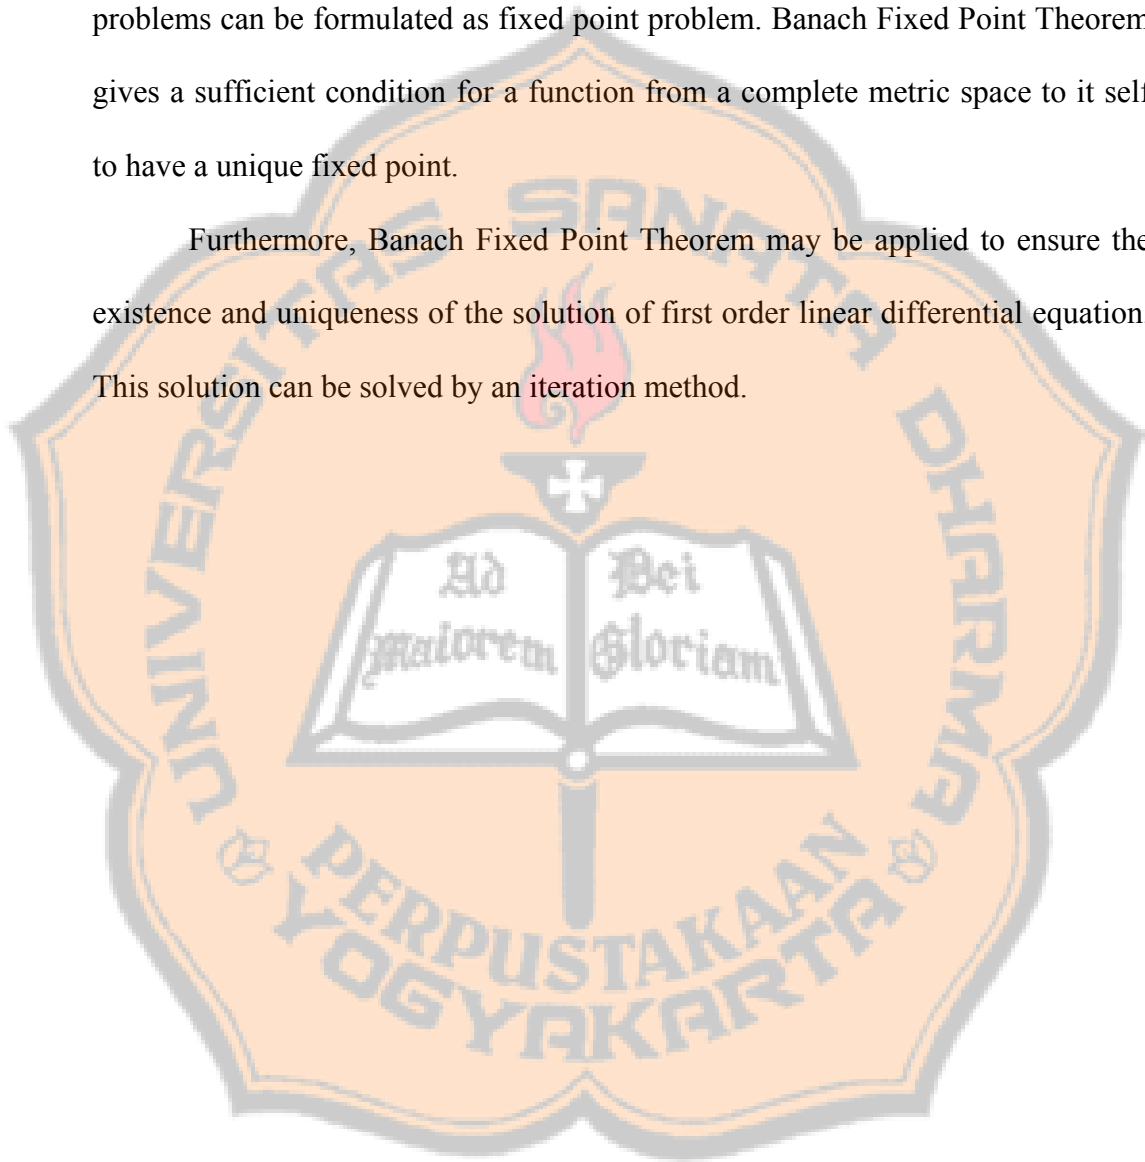 problems can be formulated as fixed point problem. Banach Fixed Point Theorem
gives a sufficient condition for a function from a complete metric space to it self
to have a unique fixed point.
Furthermore, Banach Fixed Point Theorem may be applied to ensure the
existence and uniqueness of the solution of first order linear differential equation
This solution can be solved by an iteration method.
UNIVERSITAS SANATA DHARMA
Ad Dei
maiorem Gloriam
PERPUSTAKAAN
YOGYAKARTA